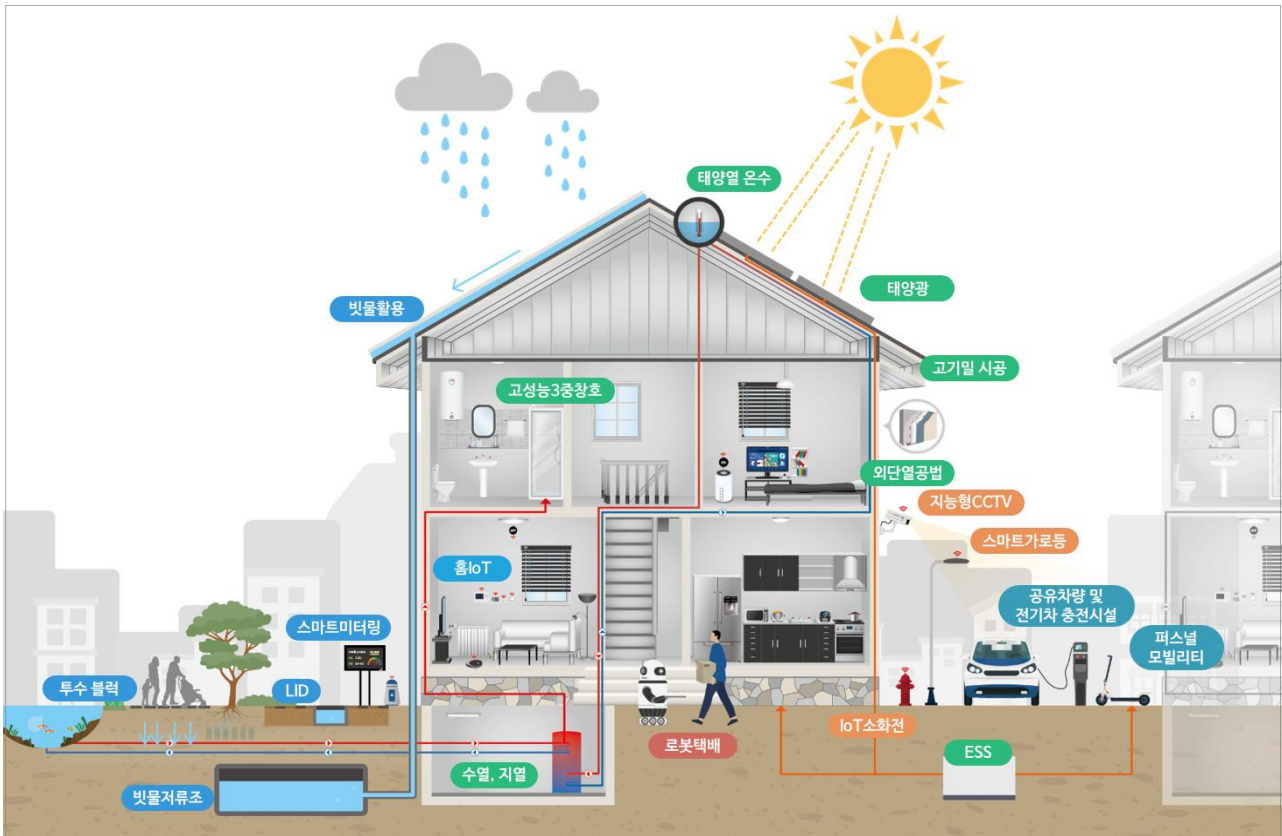 태양열 온수
태양광
빗물활용
고기밀 시공
고성능3중창호
외단열공법
지능형CCTV
스마트가로등
홈IoT
공유차량 및
전기차 충전시설
스마트미터링
퍼스널
모빌리티
투수 블럭
LID
IoT소화전
로봇택배
ESS
수열, 지열
빗물저류조